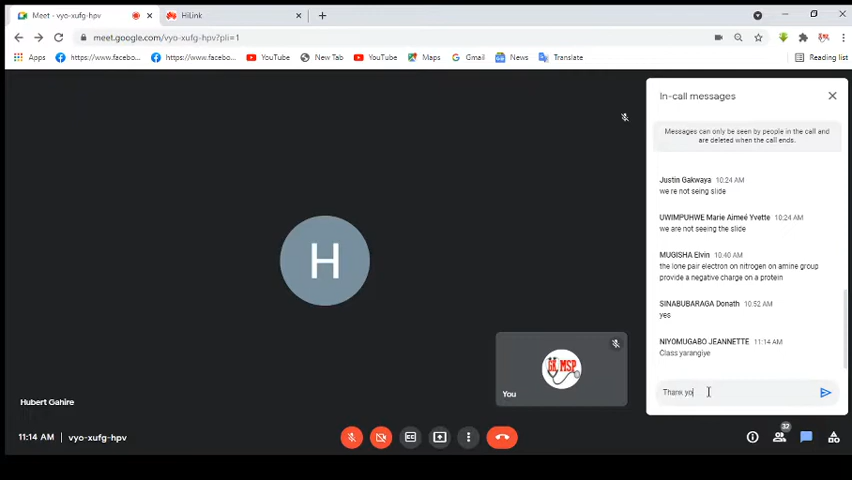 Meet - vyo-xufg-hpv
HiLink
meet.google.com/vyo-xufg-hpv?pli=1
Apps https://www.facebo... https://www.facebo... YouTube New Tab YouTube Maps Gmail News Translate Reading list
In-call messages
Messages can only be seen by people in the call and
are deleted when the call ends.
Justin Gakwaya 10:24 AM
we re not seing slide
UWIMPUHWE Marie Aimeé Yvette 10:24 AM
we are not seeing the slide
MUGISHA Elvin 10:40 AM
the lone pair electron on nitrogen on amine group
provide a negative charge on a protein
SINABUBARAGA Donath 10:52 AM
yes
NIYOMUGABO JEANNETTE 11:14 AM
Class yarangiye
Thank yo
H
GK MSP
You
Hubert Gahire
11:14 AM | vyo-xufg-hpv
32